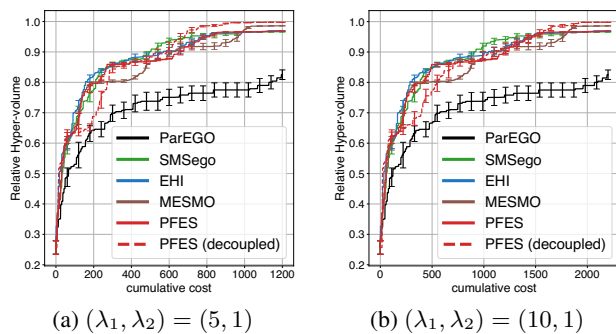 Relative Hyper-volume
1.0
0.9
0.8
0.7
0.6
0.5
0.4
0.3
0.2
ParEGO
SMSego
EHI
MESMO
PFES
PFES (decoupled)
0 200 400 600 800 1000 1200
cumulative cost
(a) (λ₁, λ₂) = (5, 1)
Relative Hyper-volume
1.0
0.9
0.8
0.7
0.6
0.5
0.4
0.3
0.2
ParEGO
SMSego
EHI
MESMO
PFES
PFES (decoupled)
0 500 1000 1500 2000
cumulative cost
(b) (λ₁, λ₂) = (10, 1)